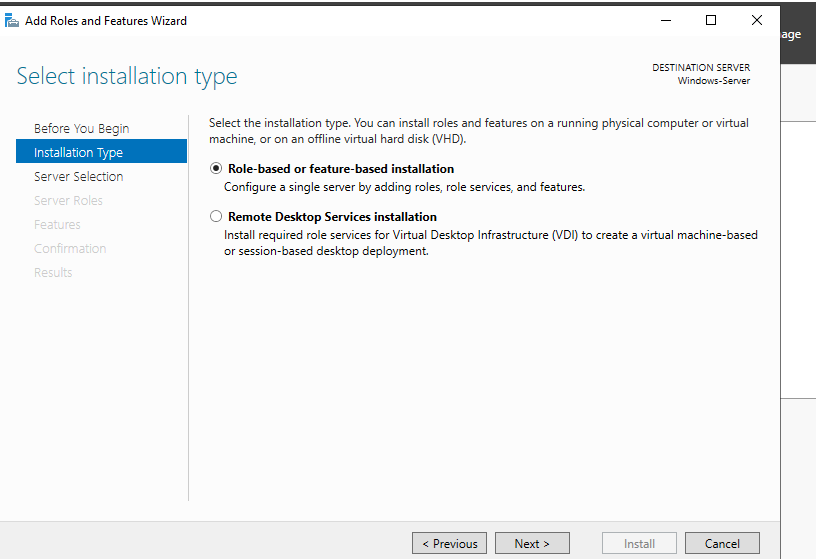 Add Roles and Features Wizard
age
Select installation type
DESTINATION SERVER
Windows-Server
Before You Begin
Installation Type
Server Selection
Server Roles
Features
Confirmation
Results
Select the installation type. You can install roles and features on a running physical computer or virtual
machine, or on an offline virtual hard disk (VHD).
Role-based or feature-based installation
Configure a single server by adding roles, role services, and features.
Remote Desktop Services installation
Install required role services for Virtual Desktop Infrastructure (VDI) to create a virtual machine-based
or session-based desktop deployment.
< Previous
Next >
Install
Cancel